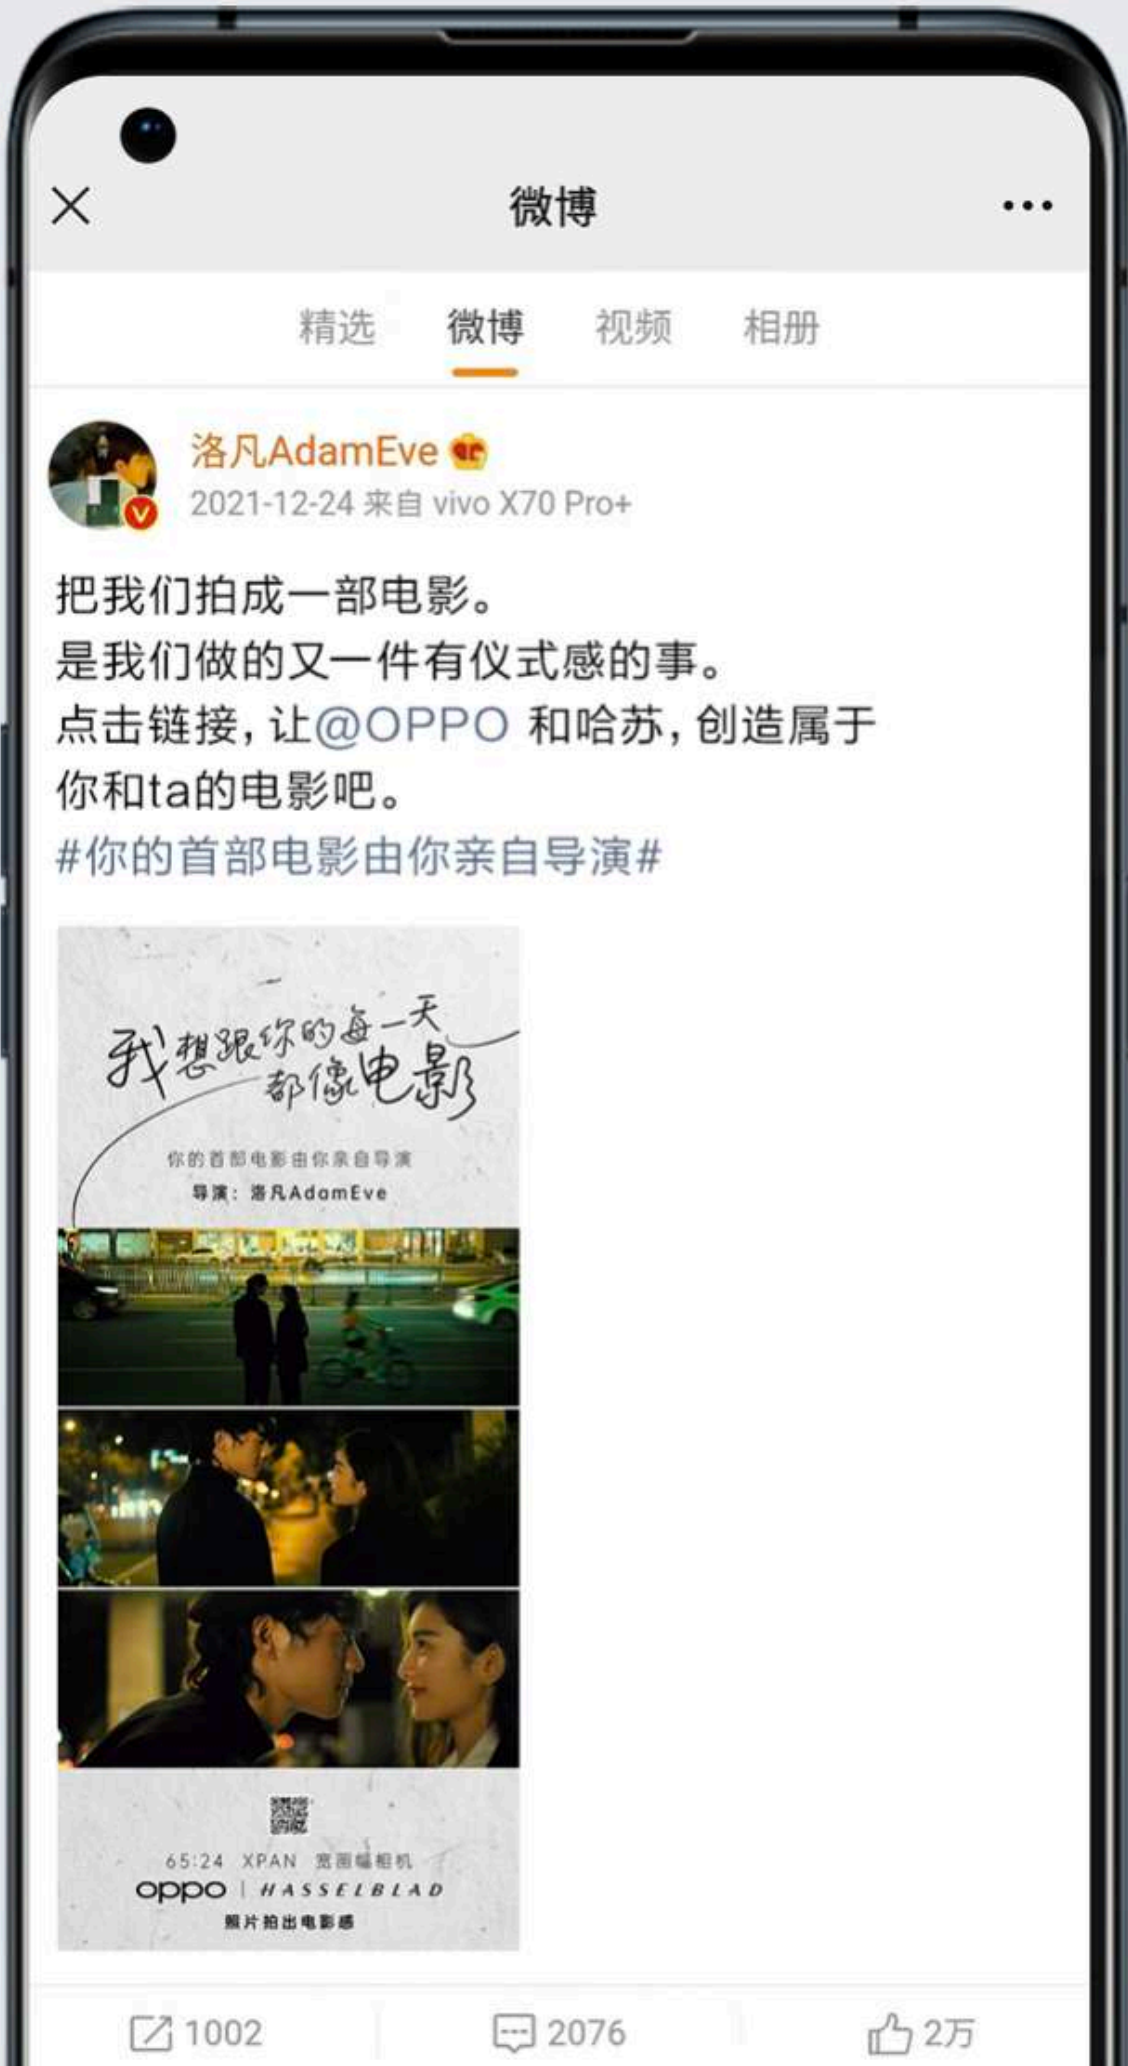 微博
精选 微博 视频 相册
洛凡AdamEve
2021-12-24 来自 vivo X70 Pro+
把我们拍成一部电影。
是我们做的又一件有仪式感的事。
点击链接,让@OPPO 和哈苏,创造属于
你和ta的电影吧。
#你的首部电影由你亲自导演#
我想跟你的每一天
都像电影
你的首部电影由你亲自导演
导演:洛凡AdamEve
65:24 XPAN 宽画幅相机
oppo | HASSELBLAD
照片拍出电影感
1002 2076 2万